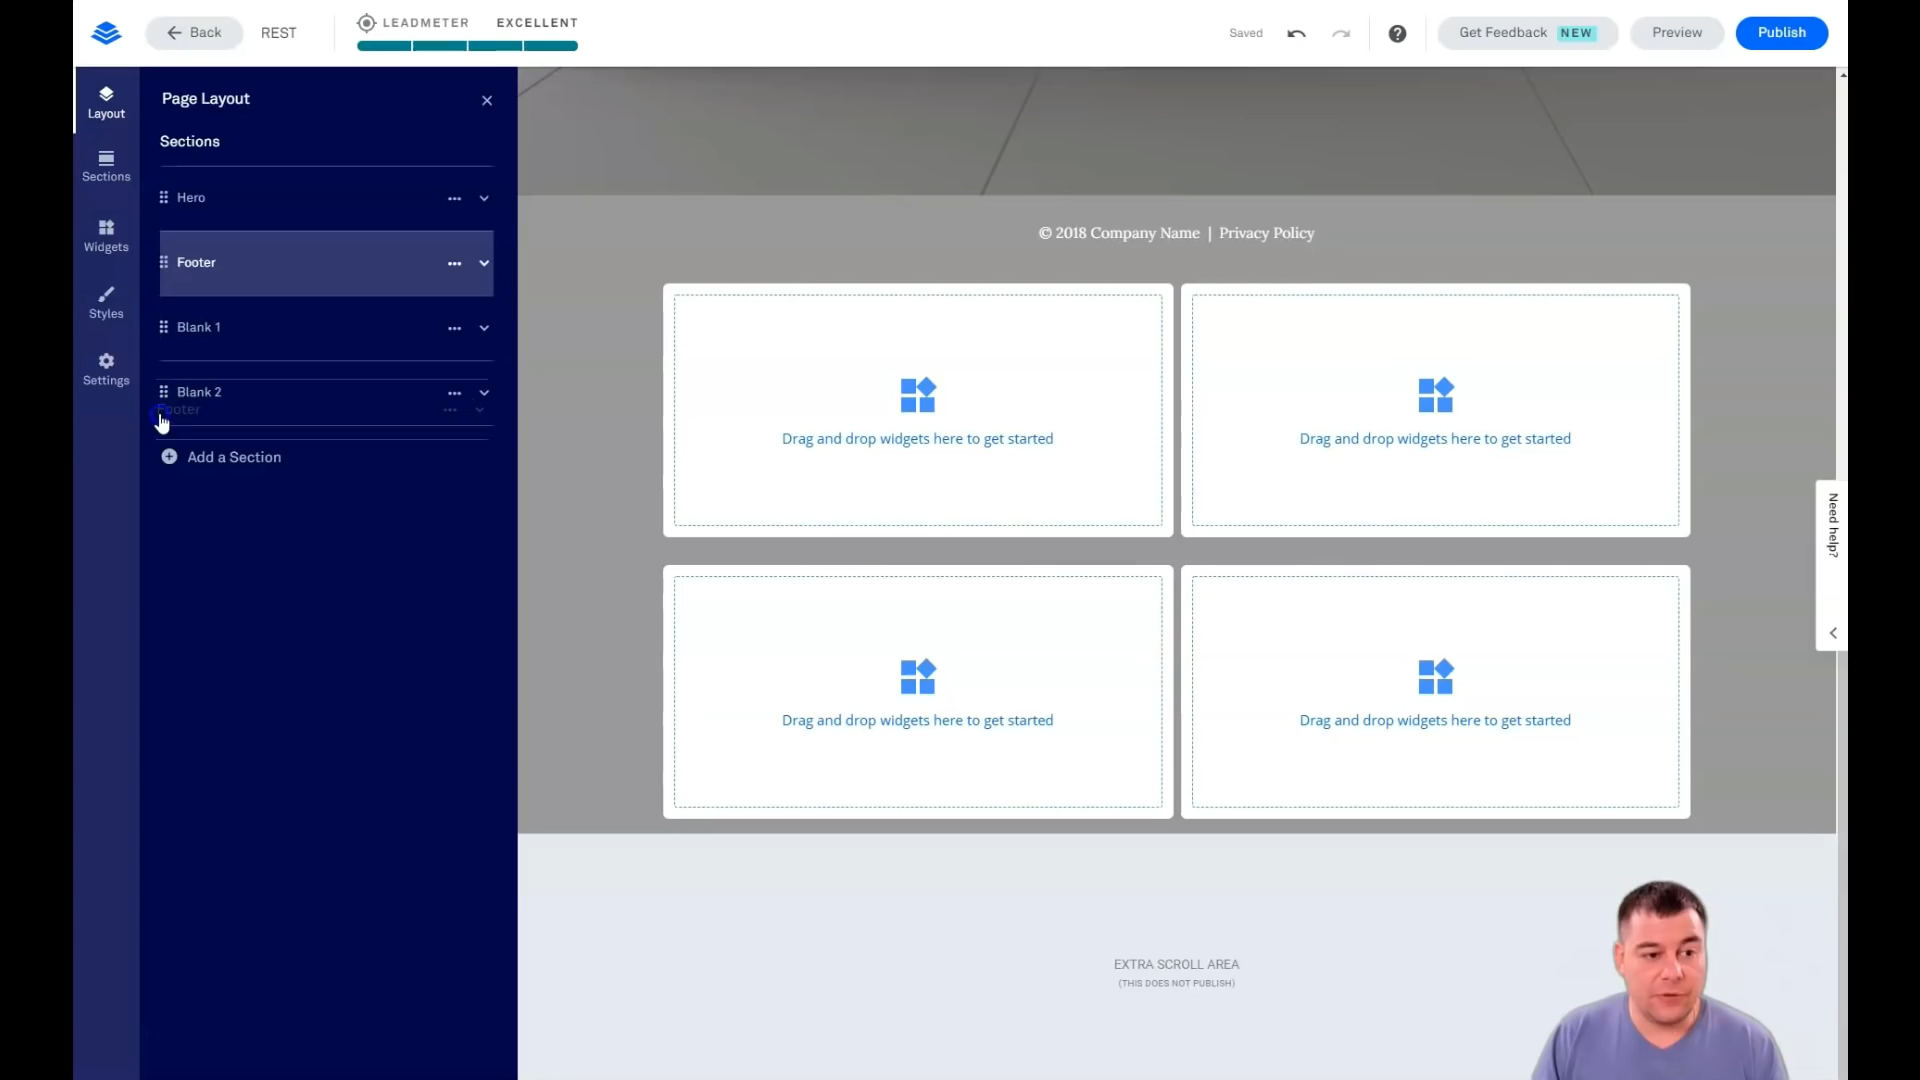 Back
REST
LEADMETER EXCELLENT
Saved
Get Feedback NEW
Preview
Publish
Layout
Sections
Widgets
Styles
Settings
Page Layout
Sections
Hero
Footer
Blank 1
Blank 2
Footer
Add a Section
© 2018 Company Name | Privacy Policy
Drag and drop widgets here to get started
Drag and drop widgets here to get started
Drag and drop widgets here to get started
Drag and drop widgets here to get started
EXTRA SCROLL AREA
(THIS DOES NOT PUBLISH)
Need help?